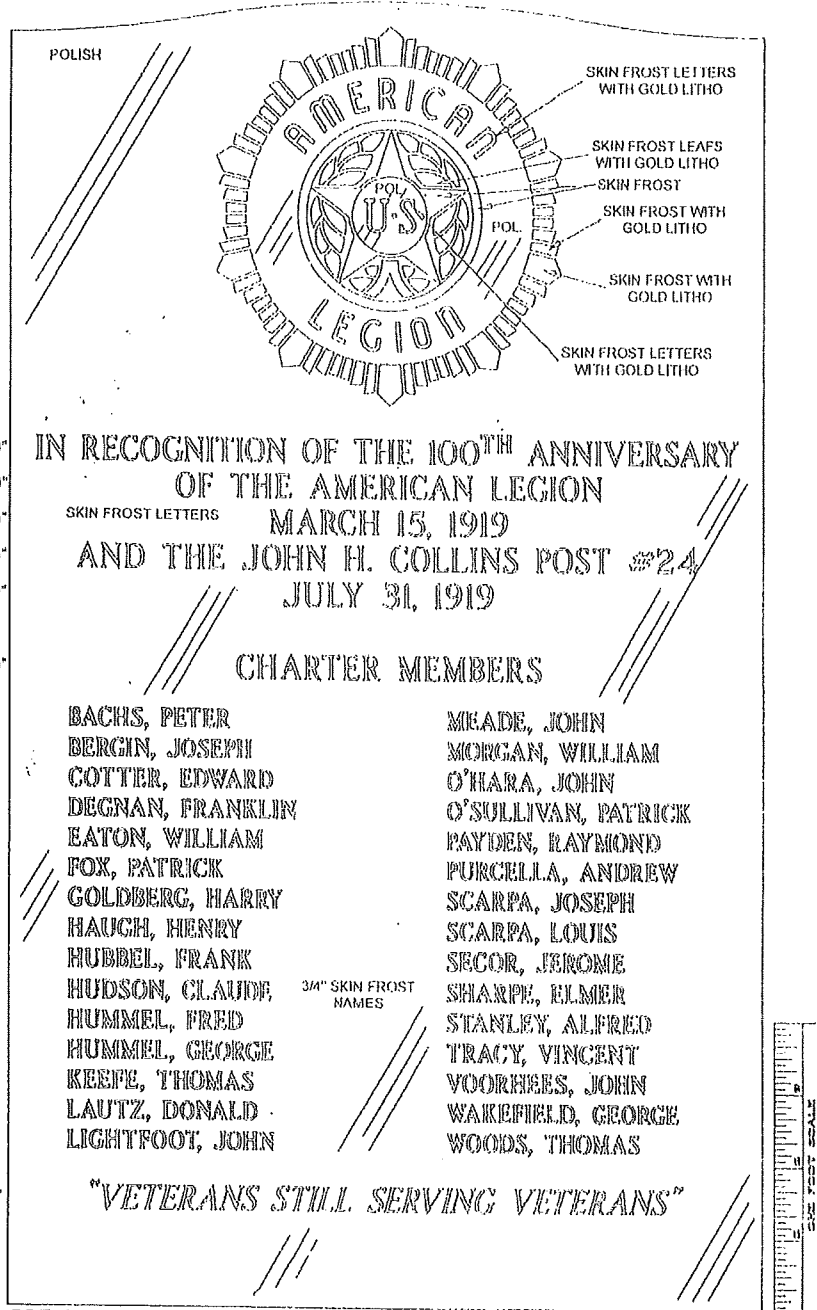 POLISH
SKIN FROST LETTERS
WITH GOLD LITHO
SKIN FROST LEAFS
WITH GOLD LITHO
SKIN FROST
SKIN FROST WITH
GOLD LITHO
SKIN FROST WITH
GOLD LITHO
SKIN FROST LETTERS
WITH GOLD LITHO
AMERICAN
POL.
U·S
POL.
LEGION
IN RECOGNITION OF THE 100TH ANNIVERSARY
OF THE AMERICAN LEGION
SKIN FROST LETTERS
MARCH 15, 1919
AND THE JOHN H. COLLINS POST #24
JULY 31, 1919
CHARTER MEMBERS
BACHS, PETER
BERGIN, JOSEPH
COTTER, EDWARD
DEGNAN, FRANKLIN
EATON, WILLIAM
FOX, PATRICK
GOLDBERG, HARRY
HAUGH, HENRY
HUBBEL, FRANK
HUDSON, CLAUDE
HUMMEL, FRED
HUMMEL, GEORGE
KEEFE, THOMAS
LAUTZ, DONALD
LIGHTFOOT, JOHN
3/4" SKIN FROST
NAMES
MEADE, JOHN
MORGAN, WILLIAM
O'HARA, JOHN
O'SULLIVAN, PATRICK
PAYDEN, RAYMOND
PURCELLA, ANDREW
SCARPA, JOSEPH
SCARPA, LOUIS
SECOR, JEROME
SHARPE, ELMER
STANLEY, ALFRED
TRACY, VINCENT
VOORHEES, JOHN
WAKEFIELD, GEORGE
WOODS, THOMAS
"VETERANS STILL SERVING VETERANS"
ONE FOOT SCALE